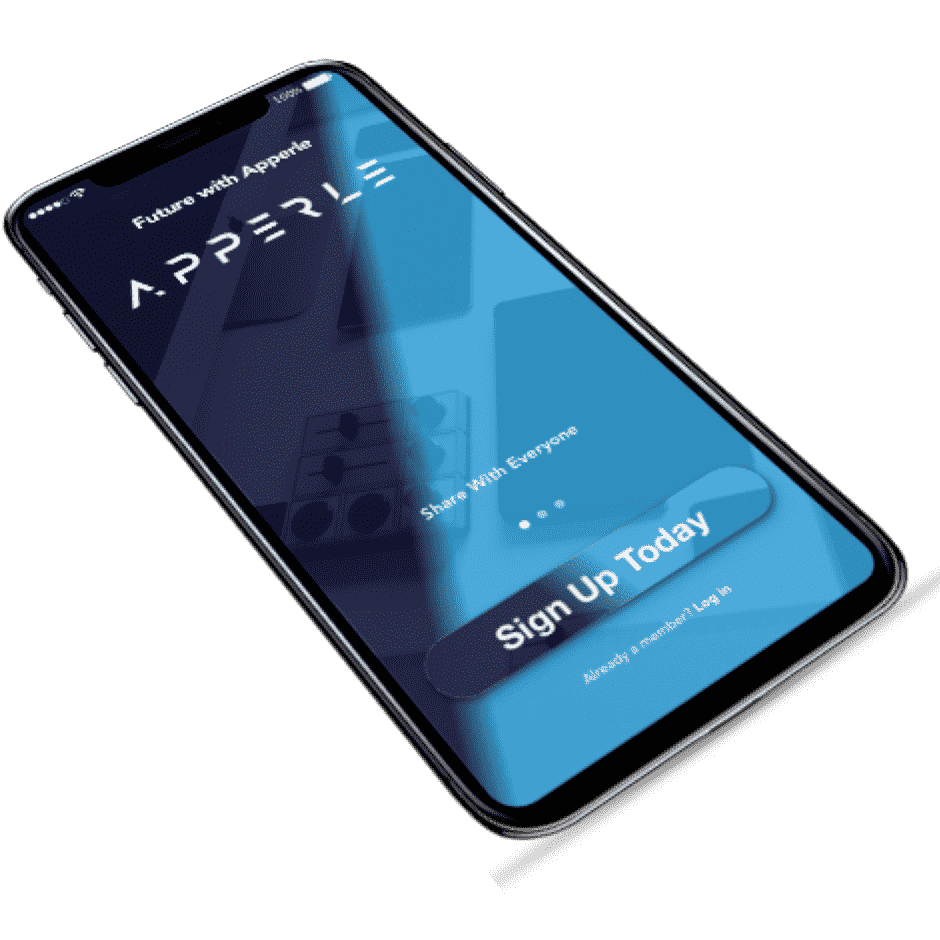 100%
Future with Apperle
APPERLE
Share With Everyone
Sign Up Today
Already a member? Log in